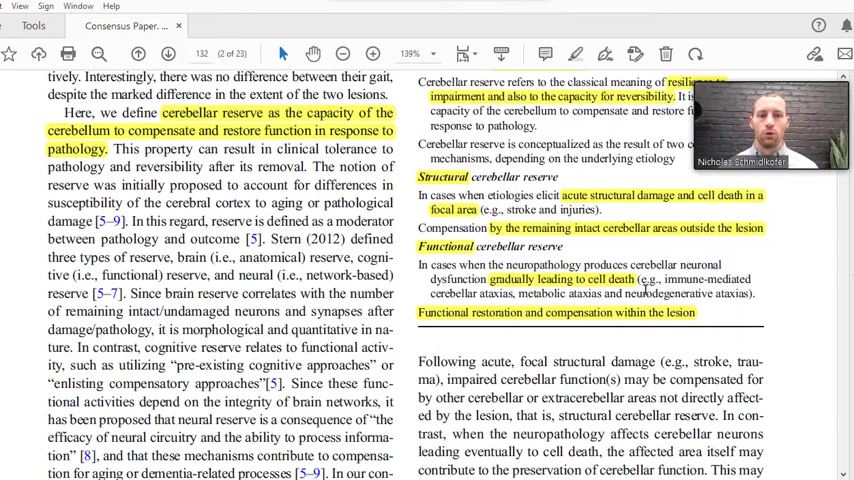 View Sign Window Help
Tools
Consensus Paper. ...
×
132
(2 of 23)
139%
tively. Interestingly, there was no difference between their gait,
despite the marked difference in the extent of the two lesions.
Here, we define cerebellar reserve as the capacity of the
cerebellum to compensate and restore function in response to
pathology. This property can result in clinical tolerance to
pathology and reversibility after its removal. The notion of
reserve was initially proposed to account for differences in
susceptibility of the cerebral cortex to aging or pathological
damage [5–9]. In this regard, reserve is defined as a moderator
between pathology and outcome [5]. Stern (2012) defined
three types of reserve, brain (i.e., anatomical) reserve, cogni-
tive (i.e., functional) reserve, and neural (i.e., network-based)
reserve [5–7]. Since brain reserve correlates with the number
of remaining intact/undamaged neurons and synapses after
damage/pathology, it is morphological and quantitative in na-
ture. In contrast, cognitive reserve relates to functional activ-
ity, such as utilizing “pre-existing cognitive approaches” or
“enlisting compensatory approaches”[5]. Since these func-
tional activities depend on the integrity of brain networks, it
has been proposed that neural reserve is a consequence of “the
efficacy of neural circuitry and the ability to process informa-
tion” [8], and that these mechanisms contribute to compensa-
tion for aging or dementia-related processes [5–9]. In our con-
Cerebellar reserve refers to the classical meaning of
impairment and also to the capacity for reversibility. It
capacity of the cerebellum to compensate and restore
response to pathology.
Cerebellar reserve is conceptualized as the result of two
mechanisms, depending on the underlying etiology
Structural cerebellar reserve
In cases when etiologies elicit acute structural damage and cell death in a
focal area (e.g., stroke and injuries).
Compensation by the remaining intact cerebellar areas outside the lesion
Functional cerebellar reserve
In cases when the neuropathology produces cerebellar neuronal
dysfunction gradually leading to cell death (e.g., immune-mediated
cerebellar ataxias, metabolic ataxias and neurodegenerative ataxias).
Functional restoration and compensation within the lesion
Following acute, focal structural damage (e.g., stroke, trau-
ma), impaired cerebellar function(s) may be compensated for
by other cerebellar or extracerebellar areas not directly affect-
ed by the lesion, that is, structural cerebellar reserve. In con-
trast, when the neuropathology affects cerebellar neurons
leading eventually to cell death, the affected area itself may
contribute to the preservation of cerebellar function. This may
Nicholas Schmidlkofer